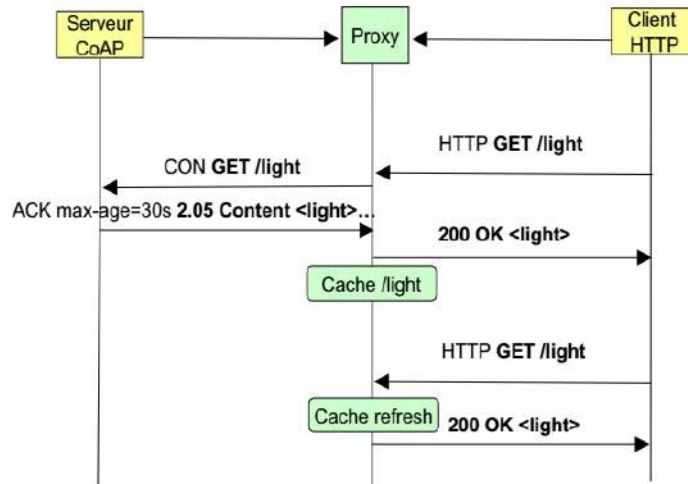 Serveur
CoAP
Proxy
Client
HTTP
HTTP GET /light
CON GET /light
ACK max-age=30s 2.05 Content <light>...
200 OK <light>
Cache /light
HTTP GET /light
Cache refresh
200 OK <light>